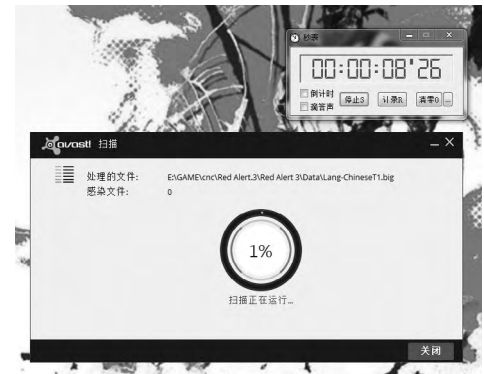 秒表
00:00:08'26
倒计时
滴答声
停止S
计录R
清零0
...
avast! 扫描
处理的文件: E:\GAME\cnc\Red Alert.3\Red Alert 3\Data\Lang-ChineseT1.big
感染文件: 0
1%
扫描正在运行...
关闭